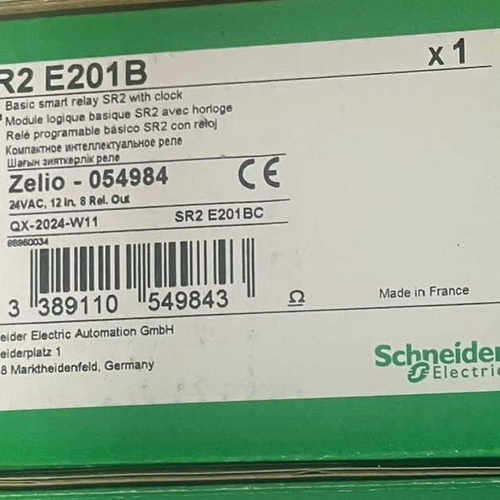 R2 E201B
x 1
Basic smart relay SR2 with clock
Module logique basique SR2 avec horloge
Relé programable básico SR2 con reloj
Компактное интеллектуальное реле
Шағын зияткерлік реле
Zelio - 054984
CE
24VAC, 12 In, 8 Rel. Out
QX-2024-W11
SR2 E201BC
88950034
3 389110 549843
Ω
Made in France
eider Electric Automation GmbH
eiderplatz 1
8 Marktheidenfeld, Germany
Schneider
Electric